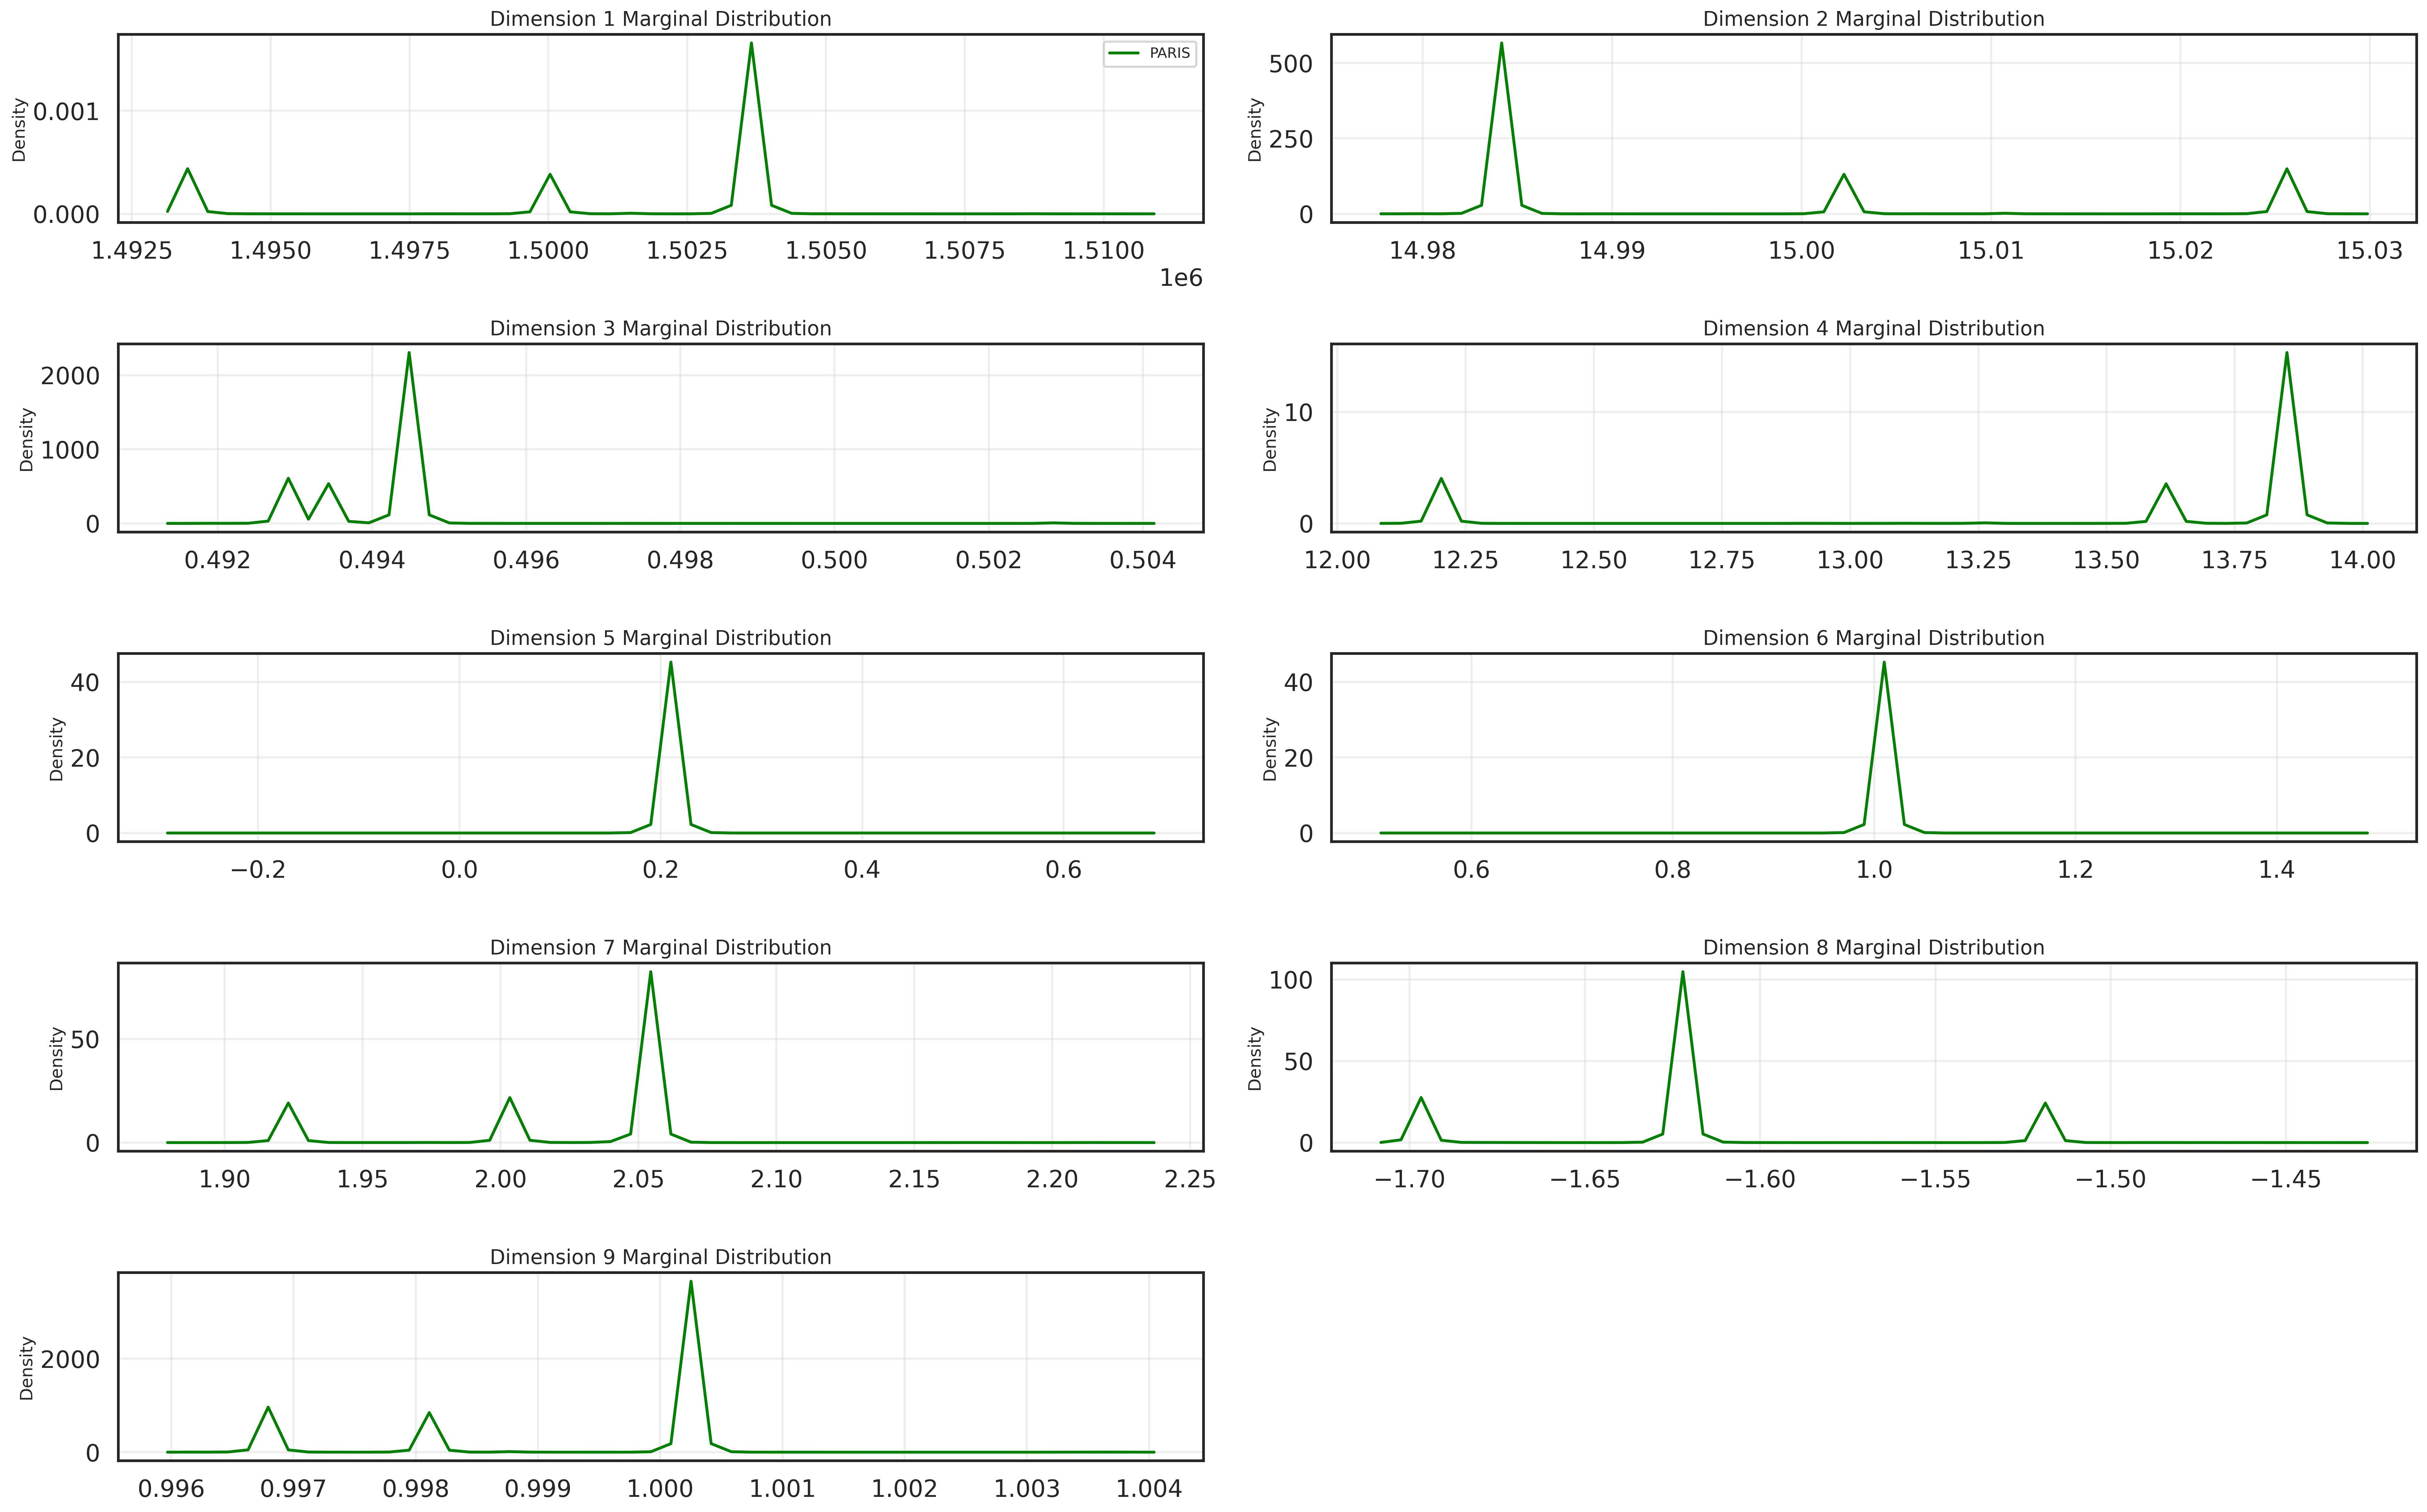 Dimension 1 Marginal Distribution
Density
0.001
0.000
PARIS
1.4925 1.4950 1.4975 1.5000 1.5025 1.5050 1.5075 1.5100
1e6
Dimension 2 Marginal Distribution
Density
500
250
0
14.98 14.99 15.00 15.01 15.02 15.03
Dimension 3 Marginal Distribution
Density
2000
1000
0
0.492 0.494 0.496 0.498 0.500 0.502 0.504
Dimension 4 Marginal Distribution
Density
10
0
12.00 12.25 12.50 12.75 13.00 13.25 13.50 13.75 14.00
Dimension 5 Marginal Distribution
Density
40
20
0
−0.2 0.0 0.2 0.4 0.6
Dimension 6 Marginal Distribution
Density
40
20
0
0.6 0.8 1.0 1.2 1.4
Dimension 7 Marginal Distribution
Density
50
0
1.90 1.95 2.00 2.05 2.10 2.15 2.20 2.25
Dimension 8 Marginal Distribution
Density
100
50
0
−1.70 −1.65 −1.60 −1.55 −1.50 −1.45
Dimension 9 Marginal Distribution
Density
2000
0
0.996 0.997 0.998 0.999 1.000 1.001 1.002 1.003 1.004